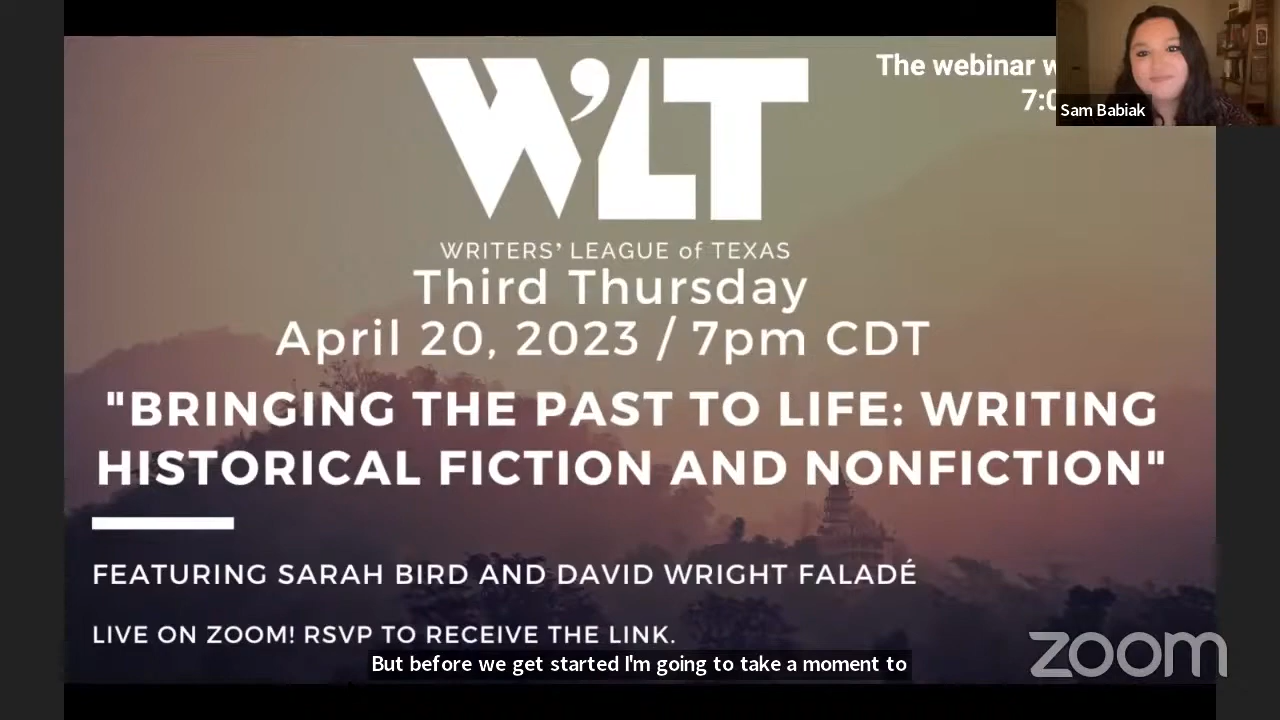 W'LT
The webinar w
7:0
Sam Babiak
WRITERS' LEAGUE of TEXAS
Third Thursday
April 20, 2023 / 7pm CDT
"BRINGING THE PAST TO LIFE: WRITING
HISTORICAL FICTION AND NONFICTION"
FEATURING SARAH BIRD AND DAVID WRIGHT FALADÉ
LIVE ON ZOOM! RSVP TO RECEIVE THE LINK.
But before we get started I'm going to take a moment to
zoom